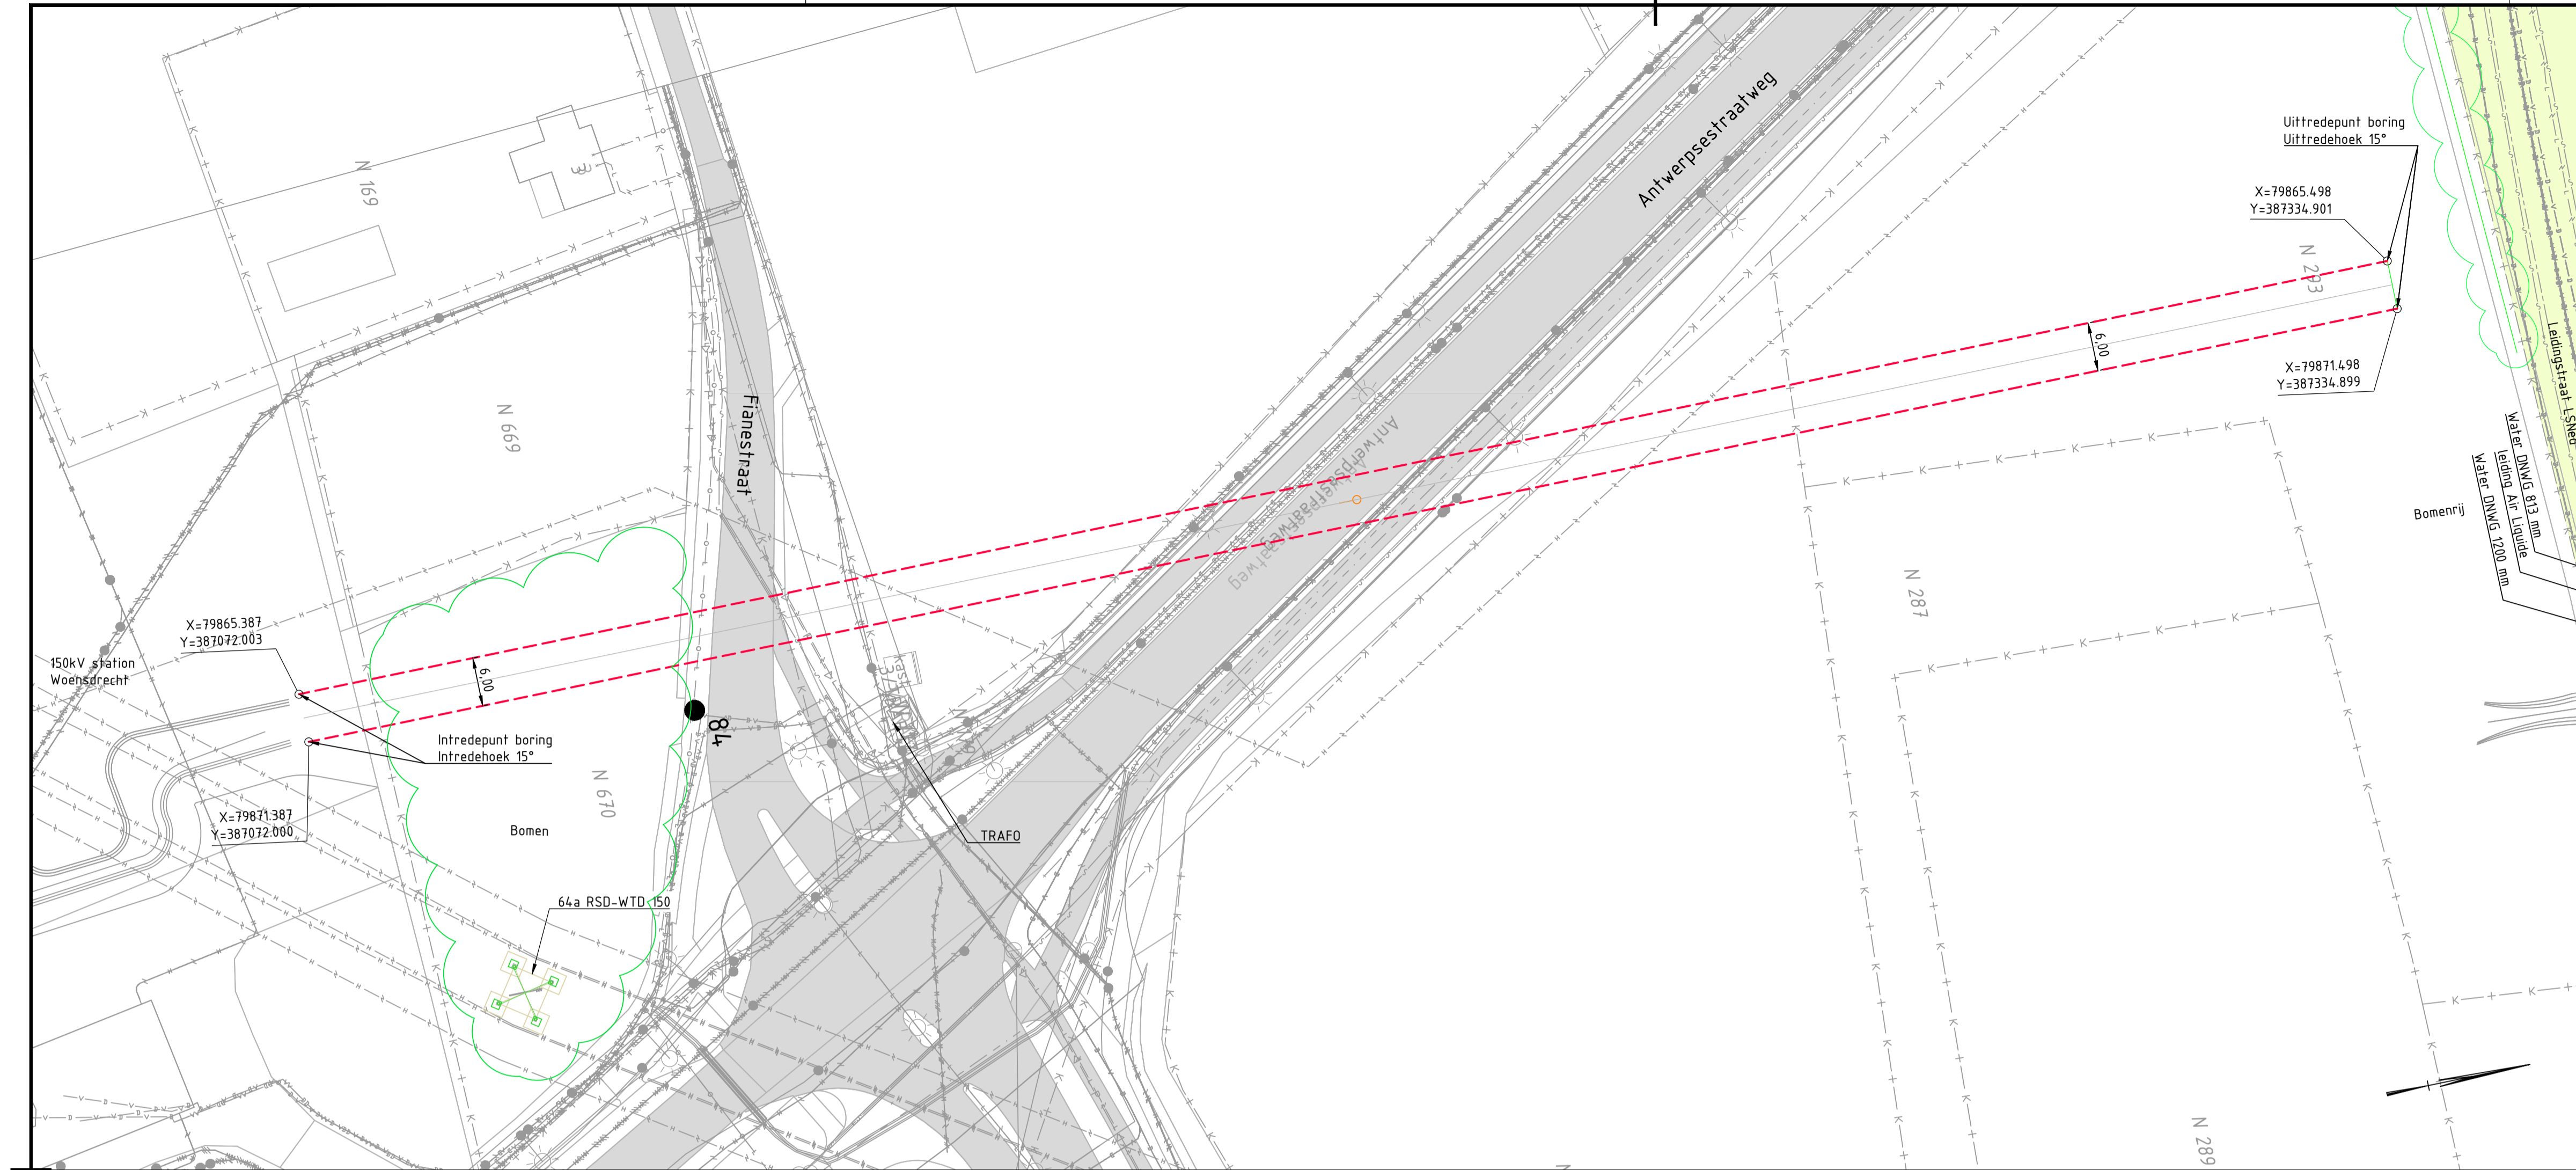 Uittredepunt boring
Uittredehoek 15°
X=79865.498
Y=387334.901
X=79871.498
Y=387334.899
N 293
6,00
Antwerpsestraatweg
Fianestraat
N 169
33
N 669
X=79865.387
Y=387072.003
150kV station
Woensdrecht
6,00
Intredepunt boring
Intredehoek 15°
X=79871.387
Y=387072.000
84
N 670
Bomen
TRAFO
64a RSD-WTD 150
Antwerpsestraatweg
Kast
N 287
Bomenrij
Leidingstraat LSNed
Water DNWG 813 mm
leiding Air Liquide
Water DNWG 1200 mm
N 289